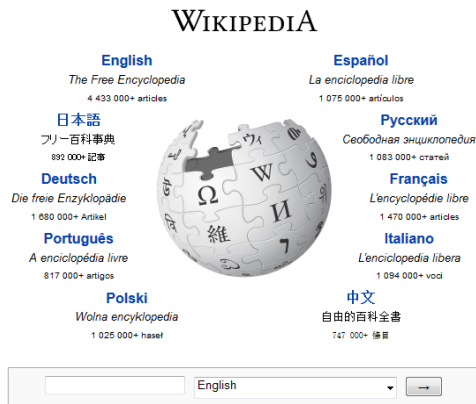 WIKIPEDIA
English
The Free Encyclopedia
4 433 000+ articles
Español
La enciclopedia libre
1 075 000+ artículos
日本語
フリー百科事典
892 000+ 記事
Русский
Свободная энциклопедия
1 083 000+ статей
Deutsch
Die freie Enzyklopädie
1 680 000+ Artikel
Français
L'encyclopédie libre
1 470 000+ articles
Português
A enciclopédia livre
817 000+ artigos
Italiano
L'enciclopedia libera
1 094 000+ voci
Polski
Wolna encyklopedia
1 025 000+ haseł
中文
自由的百科全書
747 000+ 條目
Ω
W
И
維
ウィ
7
English
→